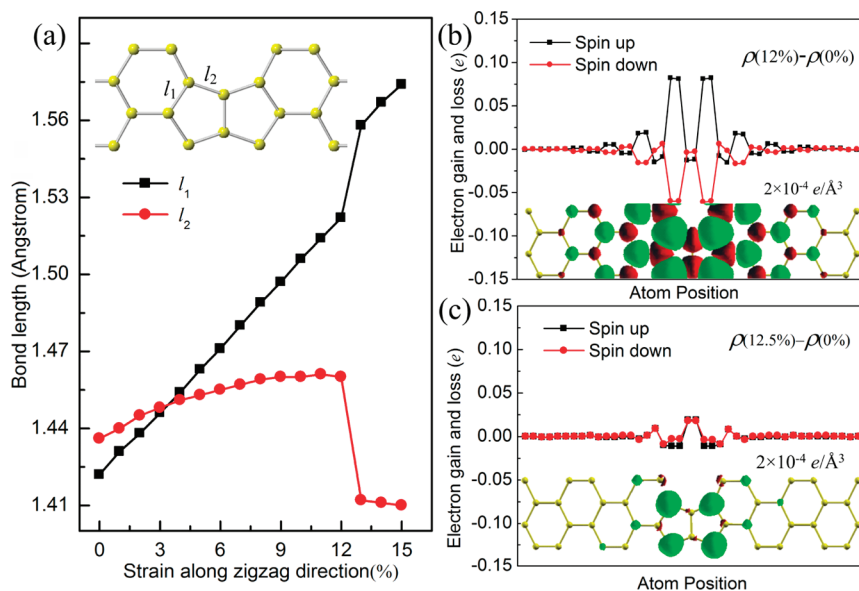 (a)
l1
l2
l1
l2
1.57
1.53
1.50
1.47
1.44
1.41
Bond length (Angstrom)
0 3 6 9 12 15
Strain along zigzag direction(%)
(b)
Spin up
Spin down
ρ(12%)-ρ(0%)
0.15
0.10
0.05
0.00
-0.05
-0.10
-0.15
Electron gain and loss (e)
2×10⁻⁴ e/Å³
Atom Position
(c)
Spin up
Spin down
ρ(12.5%)–ρ(0%)
0.15
0.10
0.05
0.00
-0.05
-0.10
-0.15
Electron gain and loss (e)
2×10⁻⁴ e/Å³
Atom Position